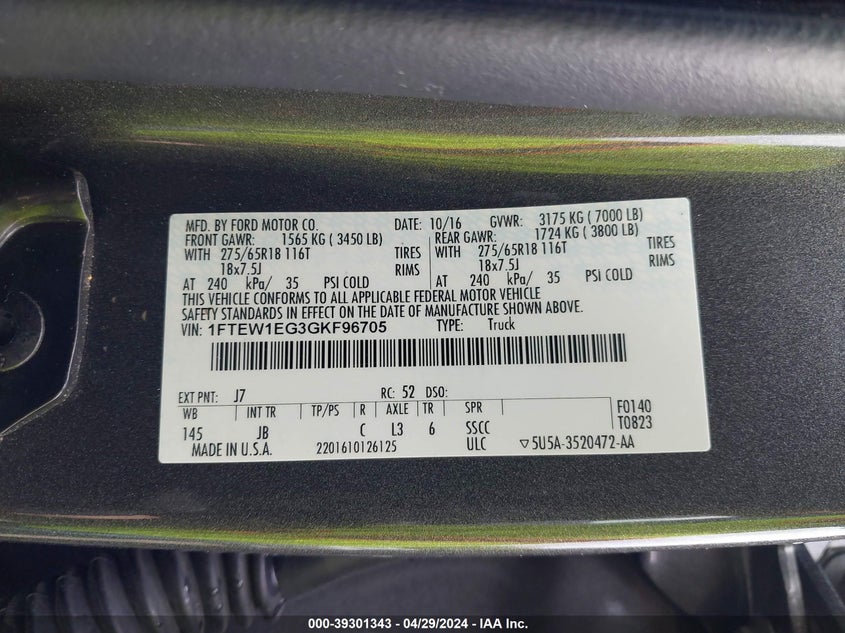 MFD. BY FORD MOTOR CO. DATE: 10/16 GVWR: 3175 KG ( 7000 LB)
FRONT GAWR: 1565 KG ( 3450 LB) REAR GAWR: 1724 KG ( 3800 LB)
WITH 275/65R18 116T TIRES WITH 275/65R18 116T TIRES
18x7.5J RIMS 18x7.5J RIMS
AT 240 kPa/ 35 PSI COLD AT 240 kPa/ 35 PSI COLD
THIS VEHICLE CONFORMS TO ALL APPLICABLE FEDERAL MOTOR VEHICLE
SAFETY STANDARDS IN EFFECT ON THE DATE OF MANUFACTURE SHOWN ABOVE.
VIN: 1FTEW1EG3GKF96705 TYPE: Truck
EXT PNT: J7 RC: 52 DSO:
WB INT TR TP/PS R AXLE TR SPR F0140
145 JB C L3 6 SSCC T0823
MADE IN U.S.A. 2201610126125 ULC ▽5U5A-3520472-AA
000-39301343 / 04/29/2024 - IAA Inc.